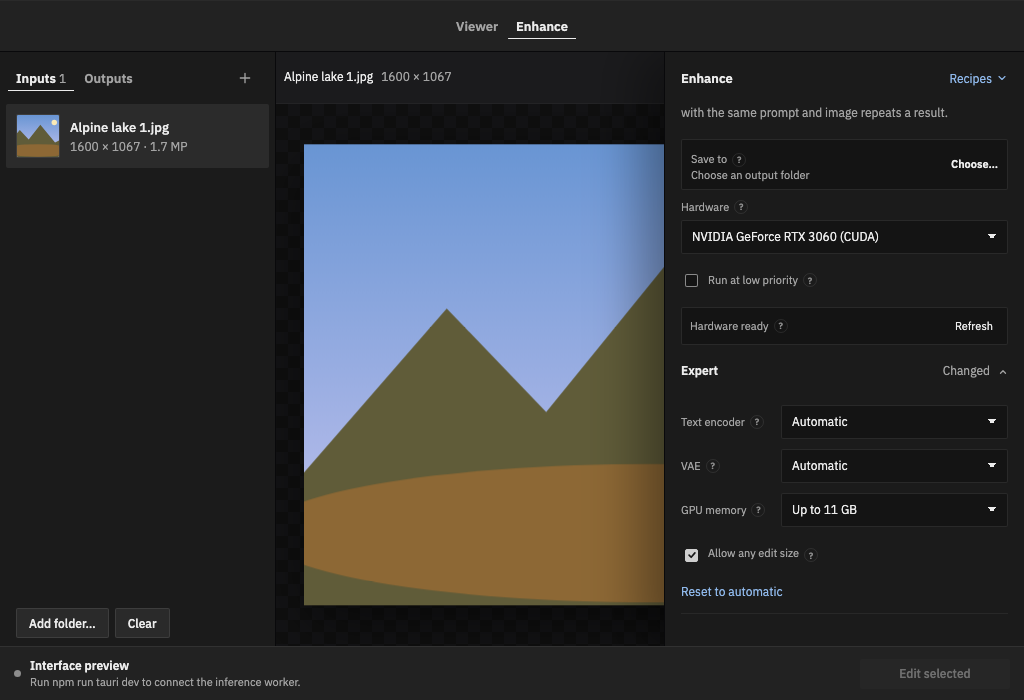 Viewer Enhance
Inputs 1 Outputs
Alpine lake 1.jpg
1600 × 1067 · 1.7 MP
Add folder...
Clear
Alpine lake 1.jpg 1600 × 1067
Enhance
Recipes
with the same prompt and image repeats a result.
Save to ?
Choose an output folder
Choose...
Hardware ?
NVIDIA GeForce RTX 3060 (CUDA)
Run at low priority ?
Hardware ready ?
Refresh
Expert
Changed
Text encoder ?
Automatic
VAE ?
Automatic
GPU memory ?
Up to 11 GB
Allow any edit size ?
Reset to automatic
Interface preview
Run npm run tauri dev to connect the inference worker.
Edit selected